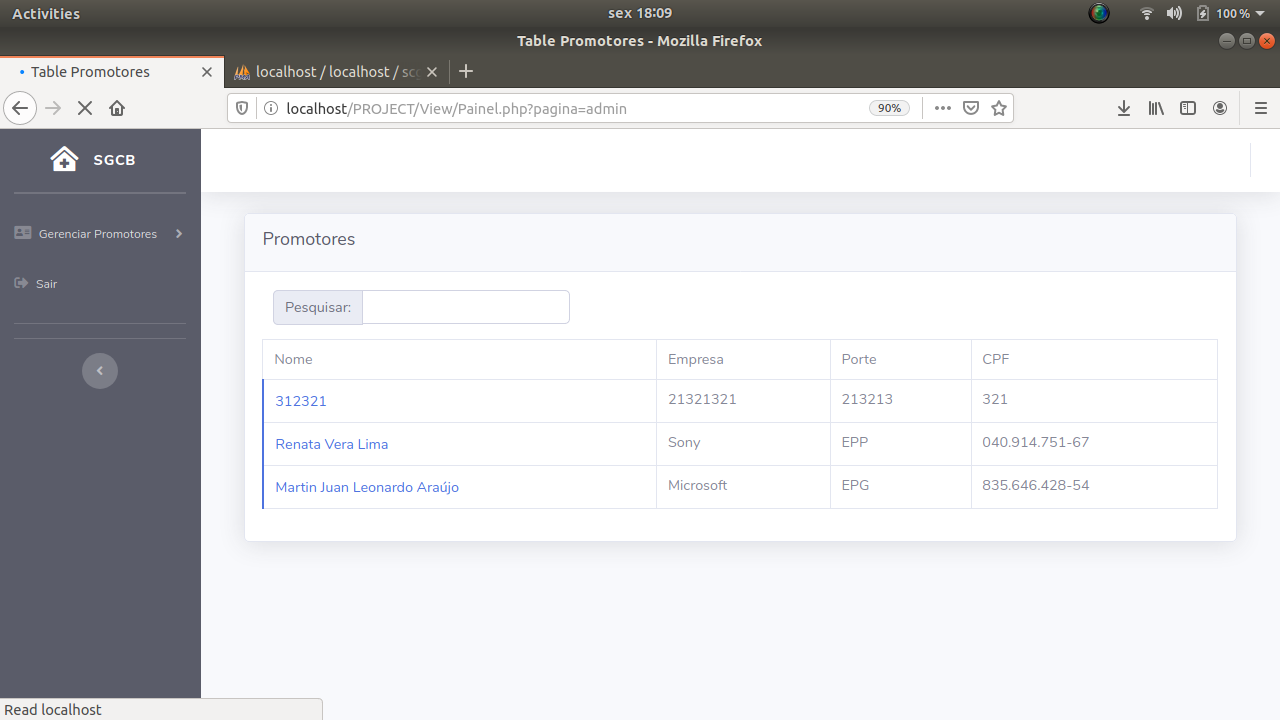 Activities
sex 18:09
100 %
Table Promotores - Mozilla Firefox
Table Promotores
localhost / localhost / scg
localhost/PROJECT/View/Painel.php?pagina=admin
90%
SGCB
Gerenciar Promotores
Sair
Promotores
Pesquisar:
Nome Empresa Porte CPF
312321 21321321 213213 321
Renata Vera Lima Sony EPP 040.914.751-67
Martin Juan Leonardo Araújo Microsoft EPG 835.646.428-54
Read localhost